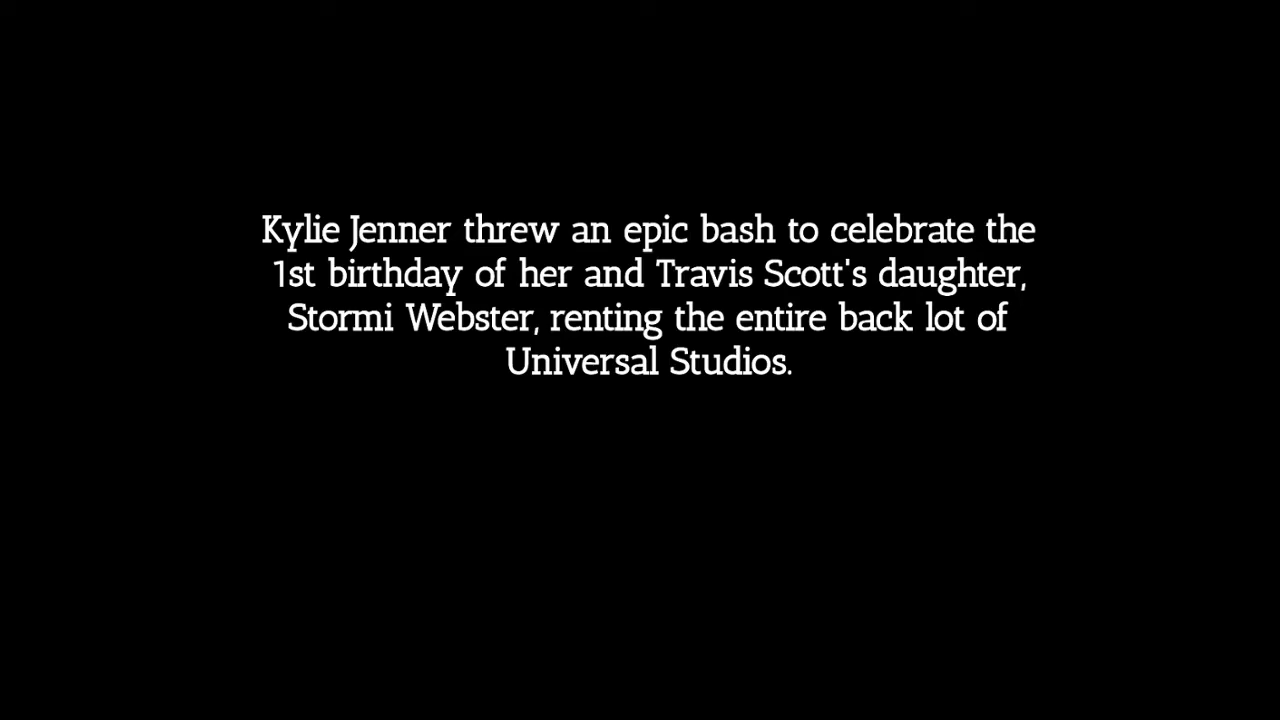 Kylie Jenner threw an epic bash to celebrate the
1st birthday of her and Travis Scott's daughter,
Stormi Webster, renting the entire back lot of
Universal Studios.